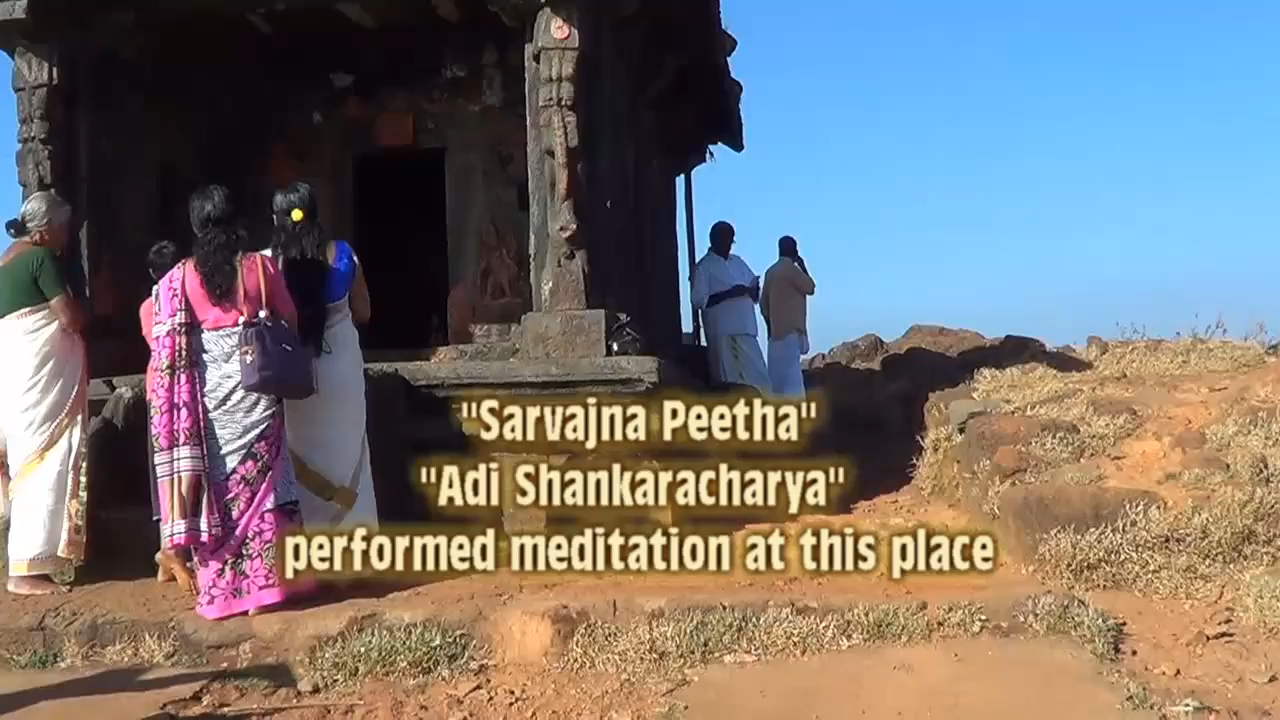 "Sarvajna Peetha"
"Adi Shankaracharya"
performed meditation at this place